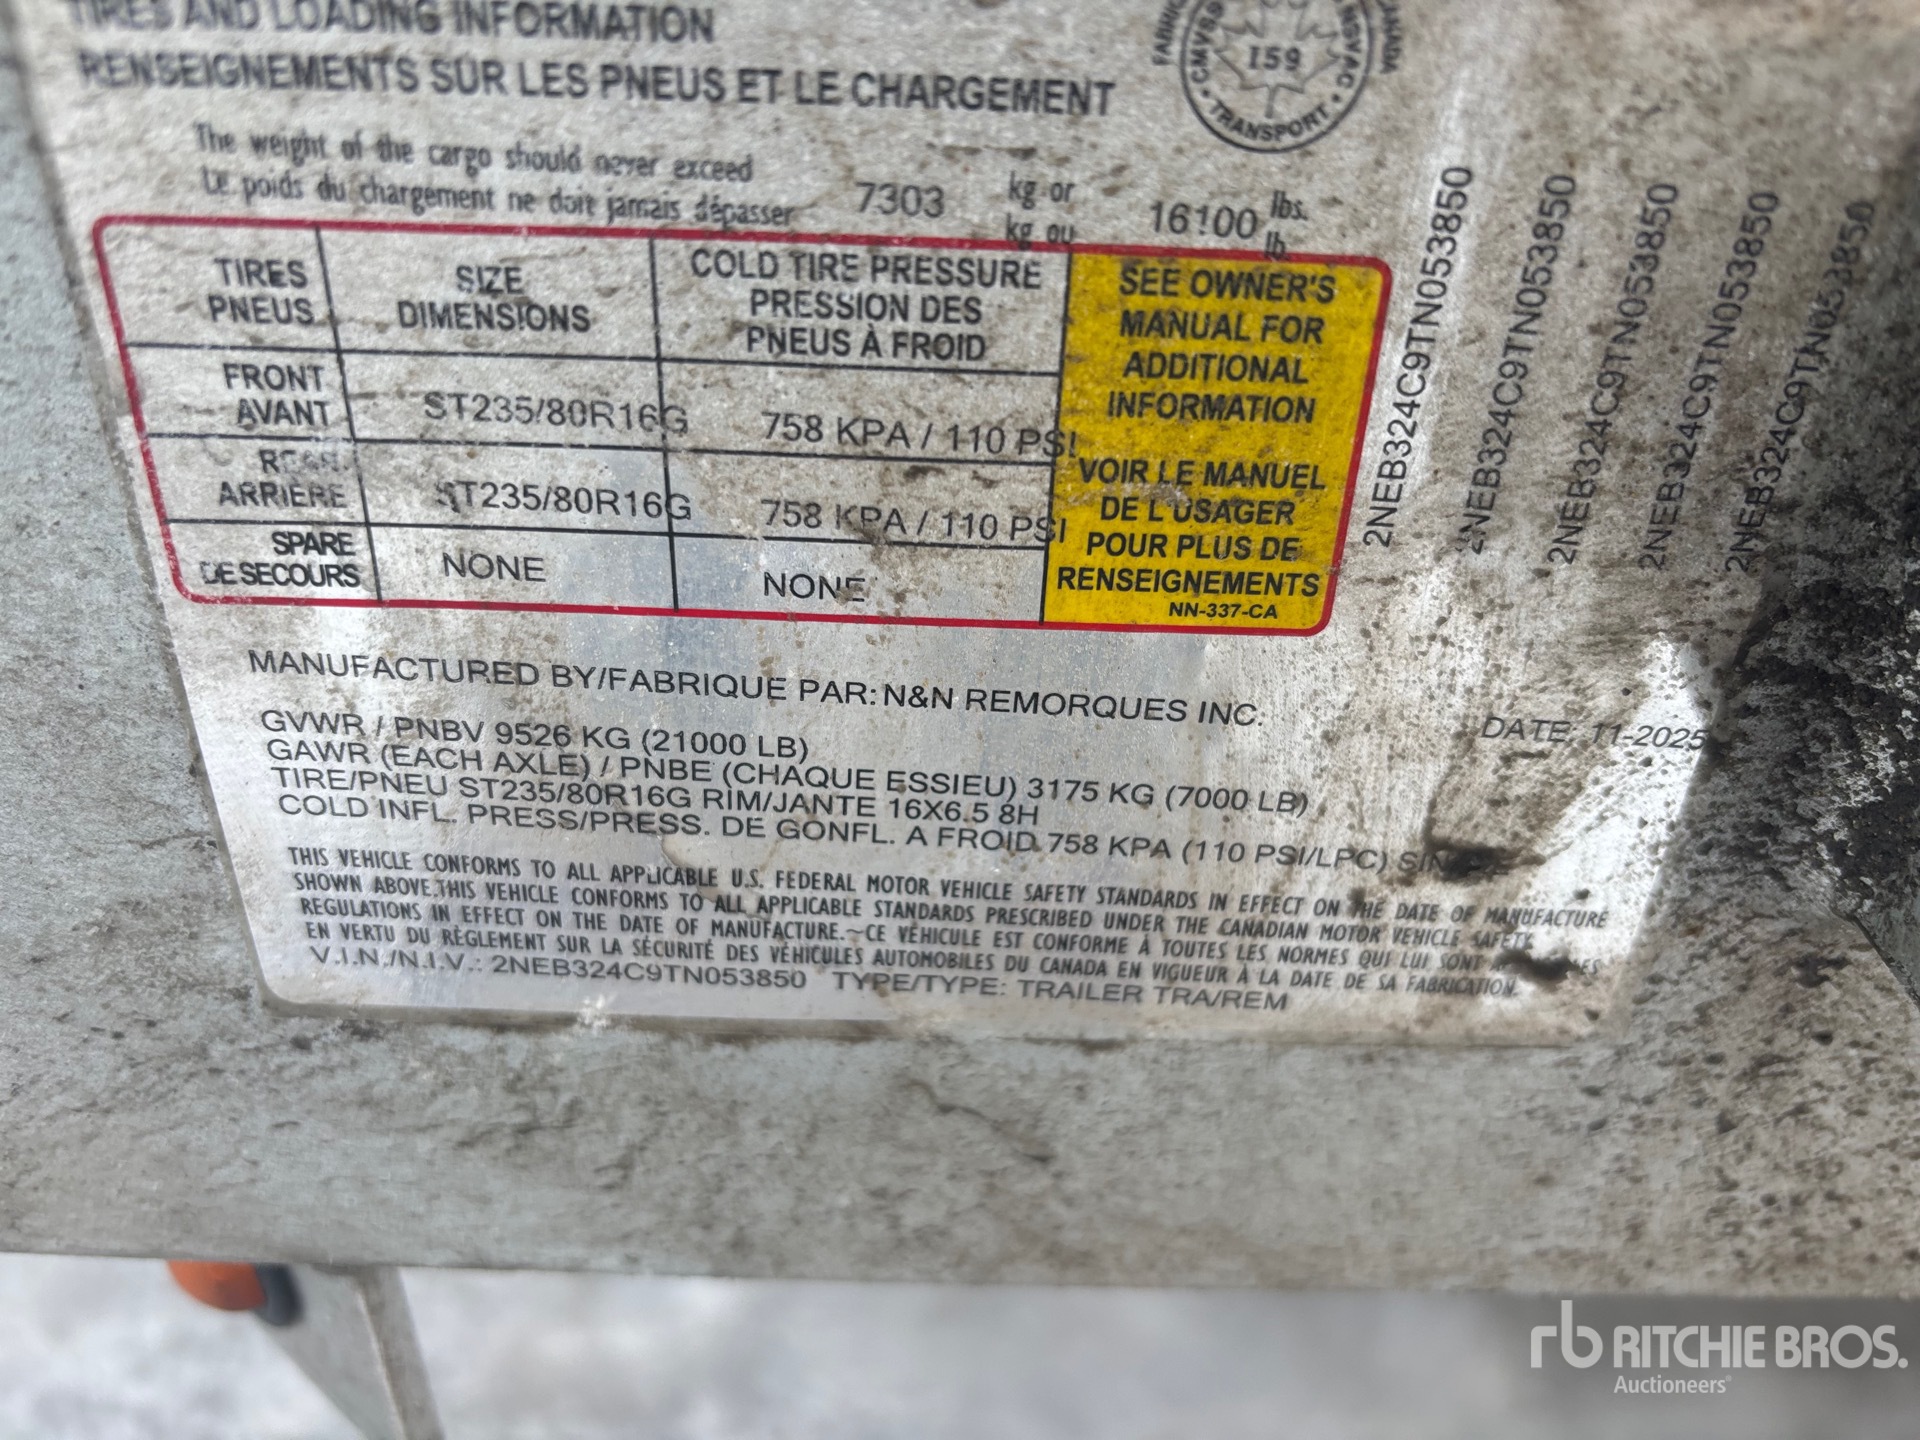 TIRES AND LOADING INFORMATION
RENSEIGNEMENTS SUR LES PNEUS ET LE CHARGEMENT
CMVSS NSVAC
159
TRANSPORT
CANADA
The weight of the cargo should never exceed
Le poids du chargement ne doit jamais dépasser
7303 kg or 16100 lbs.
kg ou lb.
TIRES
PNEUS
SIZE
DIMENSIONS
COLD TIRE PRESSURE
PRESSION DES
PNEUS À FROID
FRONT
AVANT
ST235/80R16G
758 KPA / 110 PSI
REAR
ARRIÈRE
ST235/80R16G
758 KPA / 110 PSI
SPARE
DE SECOURS
NONE
NONE
SEE OWNER'S
MANUAL FOR
ADDITIONAL
INFORMATION
VOIR LE MANUEL
DE L'USAGER
POUR PLUS DE
RENSEIGNEMENTS
NN-337-CA
2NEB324C9TN053850
2NEB324C9TN053850
2NEB324C9TN053850
2NEB324C9TN053850
2NEB324C9TN053850
MANUFACTURED BY/FABRIQUE PAR: N&N REMORQUES INC.
DATE: 11-2025
GVWR / PNBV 9526 KG (21000 LB)
GAWR (EACH AXLE) / PNBE (CHAQUE ESSIEU) 3175 KG (7000 LB)
TIRE/PNEU ST235/80R16G RIM/JANTE 16X6.5 8H
COLD INFL. PRESS/PRESS. DE GONFL. A FROID 758 KPA (110 PSI/LPC)
THIS VEHICLE CONFORMS TO ALL APPLICABLE U.S. FEDERAL MOTOR VEHICLE SAFETY STANDARDS IN EFFECT ON THE DATE OF MANUFACTURE
SHOWN ABOVE.THIS VEHICLE CONFORMS TO ALL APPLICABLE STANDARDS PRESCRIBED UNDER THE CANADIAN MOTOR VEHICLE SAFETY
REGULATIONS IN EFFECT ON THE DATE OF MANUFACTURE.~CE VÉHICULE EST CONFORME À TOUTES LES NORMES QUI LUI SONT
EN VERTU DU RÈGLEMENT SUR LA SÉCURITÉ DES VÉHICULES AUTOMOBILES DU CANADA EN VIGUEUR À LA DATE DE SA FABRICATION.
V.I.N./N.I.V.: 2NEB324C9TN053850 TYPE/TYPE: TRAILER TRA/REM
rb RITCHIE BROS.
Auctioneers